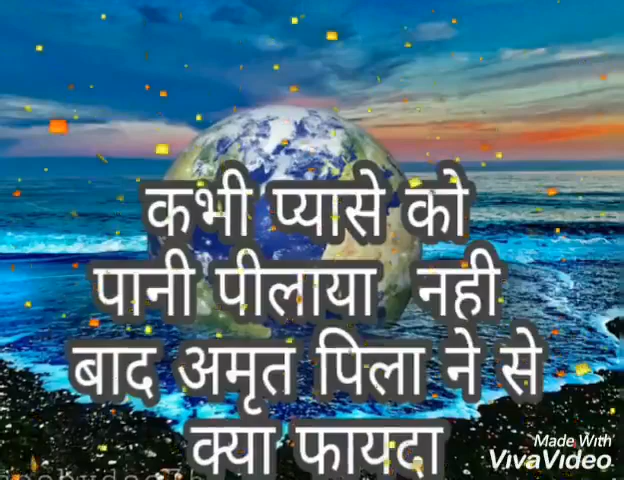 कभी प्यासे को
पानी पीलाया नही
बाद अमृत पिला ने से
क्या फायदा
Made With
VivaVideo